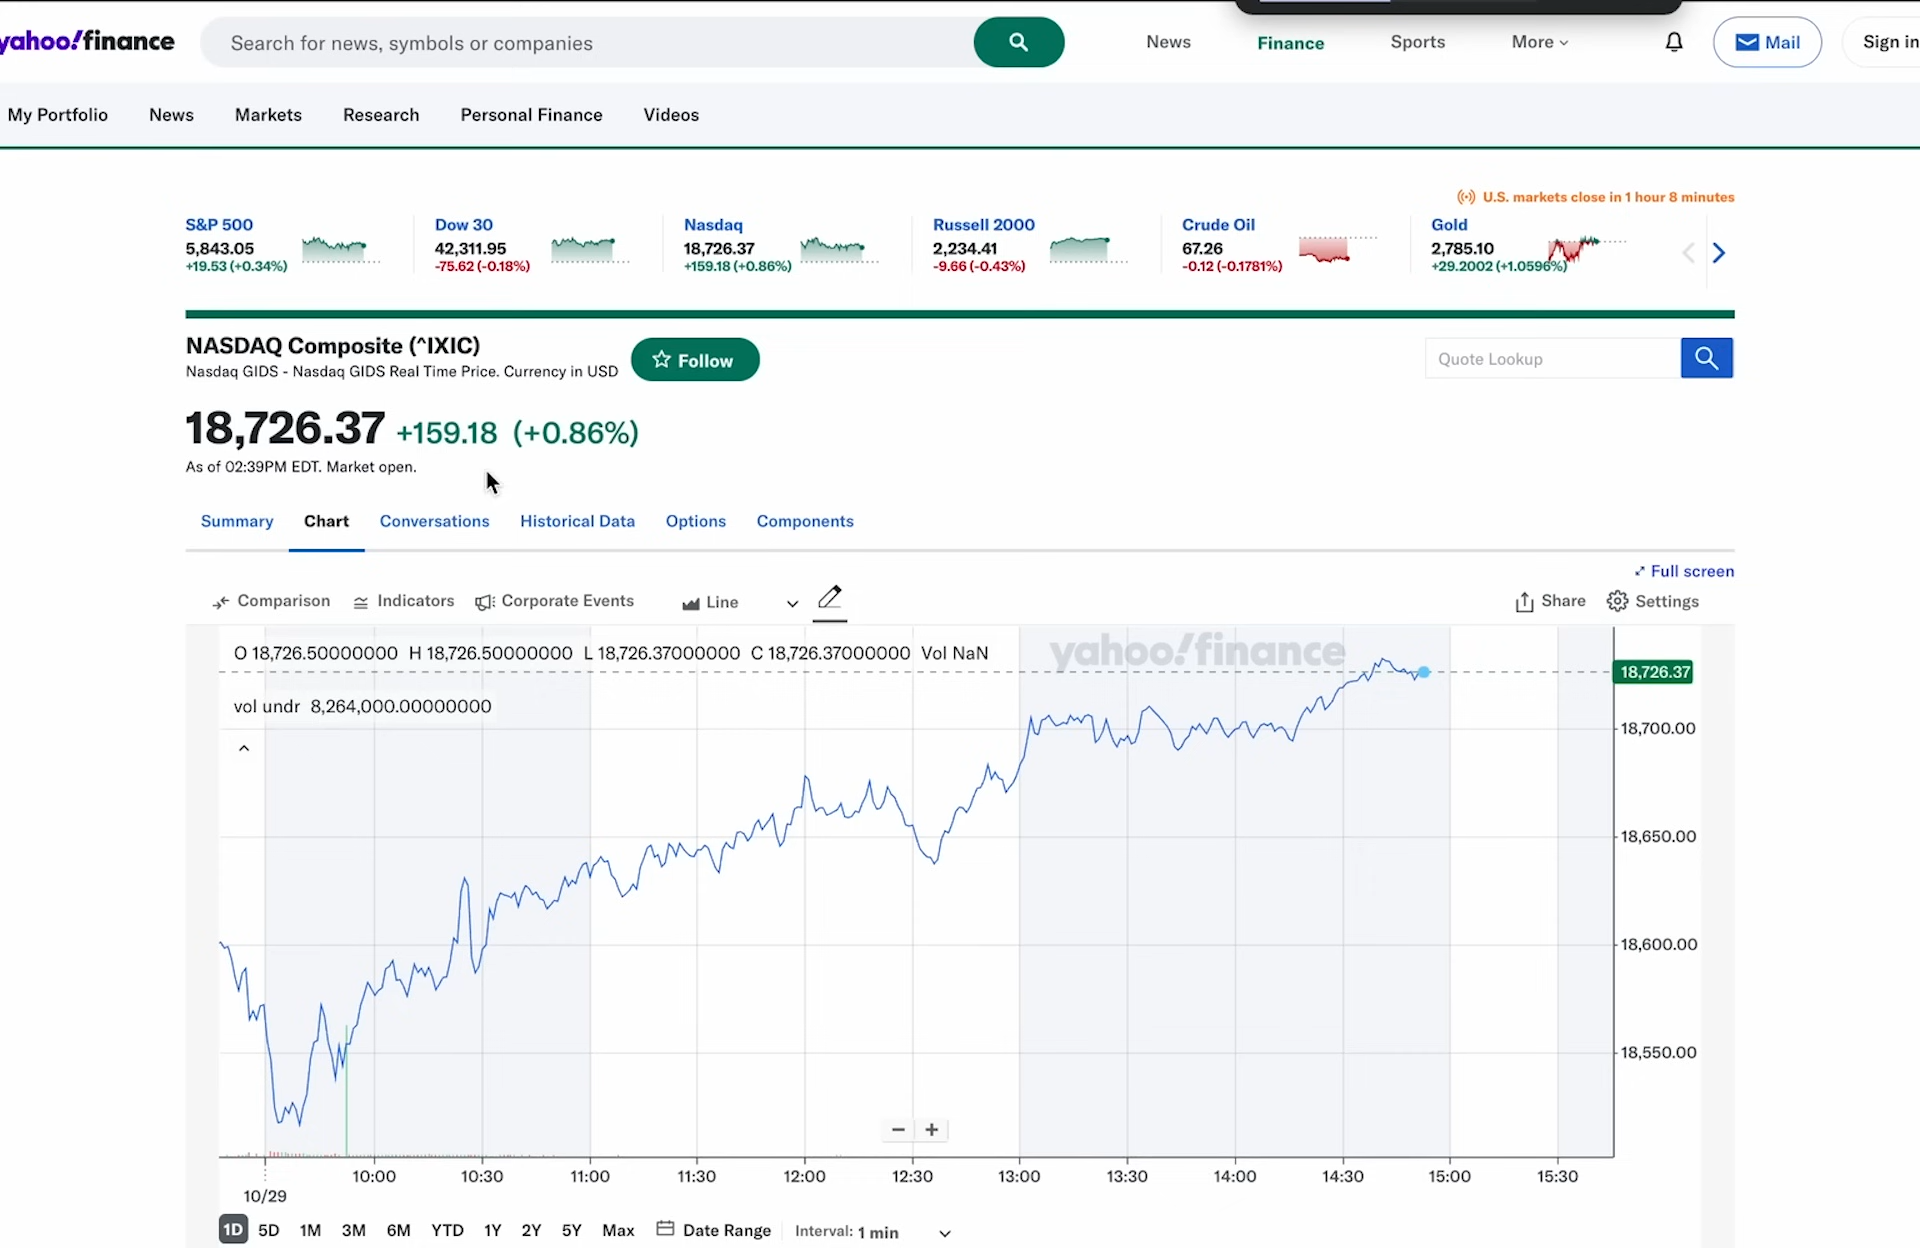 yahoo!finance
Search for news, symbols or companies
News Finance Sports More
Mail
Sign in
My Portfolio News Markets Research Personal Finance Videos
U.S. markets close in 1 hour 8 minutes
S&P 500
5,843.05
+19.53 (+0.34%)
Dow 30
42,311.95
-75.62 (-0.18%)
Nasdaq
18,726.37
+159.18 (+0.86%)
Russell 2000
2,234.41
-9.66 (-0.43%)
Crude Oil
67.26
-0.12 (-0.1781%)
Gold
2,785.10
+29.2002 (+1.0596%)
NASDAQ Composite (^IXIC)
Nasdaq GIDS - Nasdaq GIDS Real Time Price. Currency in USD
Follow
Quote Lookup
18,726.37 +159.18 (+0.86%)
As of 02:39PM EDT. Market open.
Summary Chart Conversations Historical Data Options Components
Full screen
Comparison Indicators Corporate Events Line Share Settings
O 18,726.50000000 H 18,726.50000000 L 18,726.37000000 C 18,726.37000000 Vol NaN
yahoo!finance
18,726.37
vol undr 8,264,000.00000000
18,700.00
18,650.00
18,600.00
18,550.00
− +
10:00 10:30 11:00 11:30 12:00 12:30 13:00 13:30 14:00 14:30 15:00 15:30
10/29
1D 5D 1M 3M 6M YTD 1Y 2Y 5Y Max Date Range Interval: 1 min